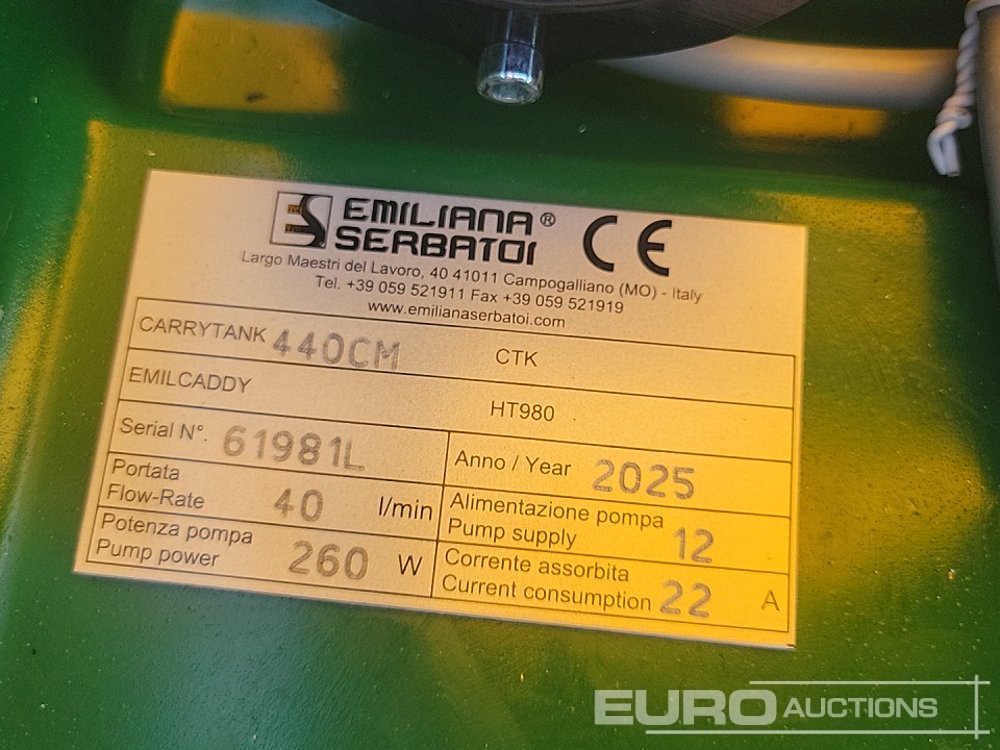 EMILIANA®
SERBATOI
CE
Largo Maestri del Lavoro, 40 41011 Campogalliano (MO) - Italy
Tel. +39 059 521911 Fax +39 059 521919
www.emilianaserbatoi.com
CARRYTANK 440CM CTK
EMILCADDY HT980
Serial N°. 61981L
Anno / Year 2025
Portata
Flow-Rate 40 l/min
Alimentazione pompa
Pump supply 12
Potenza pompa
Pump power 260 W
Corrente assorbita
Current consumption 22 A
EURO AUCTIONS